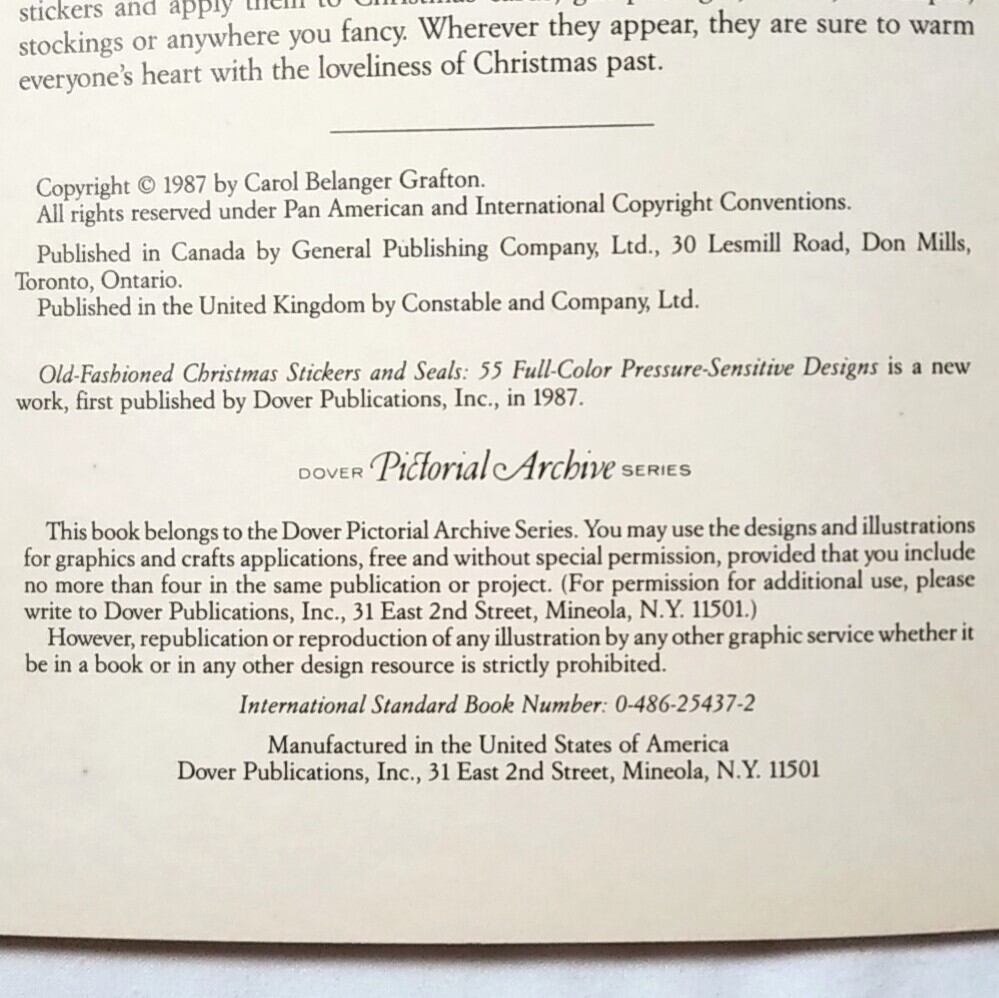 stickers and apply them to Christmas
stockings or anywhere you fancy. Wherever they appear, they are sure to warm
everyone's heart with the loveliness of Christmas past.
Copyright © 1987 by Carol Belanger Grafton.
All rights reserved under Pan American and International Copyright Conventions.
Published in Canada by General Publishing Company, Ltd., 30 Lesmill Road, Don Mills,
Toronto, Ontario.
Published in the United Kingdom by Constable and Company, Ltd.
Old-Fashioned Christmas Stickers and Seals: 55 Full-Color Pressure-Sensitive Designs is a new
work, first published by Dover Publications, Inc., in 1987.
DOVER Pictorial Archive SERIES
This book belongs to the Dover Pictorial Archive Series. You may use the designs and illustrations
for graphics and crafts applications, free and without special permission, provided that you include
no more than four in the same publication or project. (For permission for additional use, please
write to Dover Publications, Inc., 31 East 2nd Street, Mineola, N.Y. 11501.)
However, republication or reproduction of any illustration by any other graphic service whether it
be in a book or in any other design resource is strictly prohibited.
International Standard Book Number: 0-486-25437-2
Manufactured in the United States of America
Dover Publications, Inc., 31 East 2nd Street, Mineola, N.Y. 11501